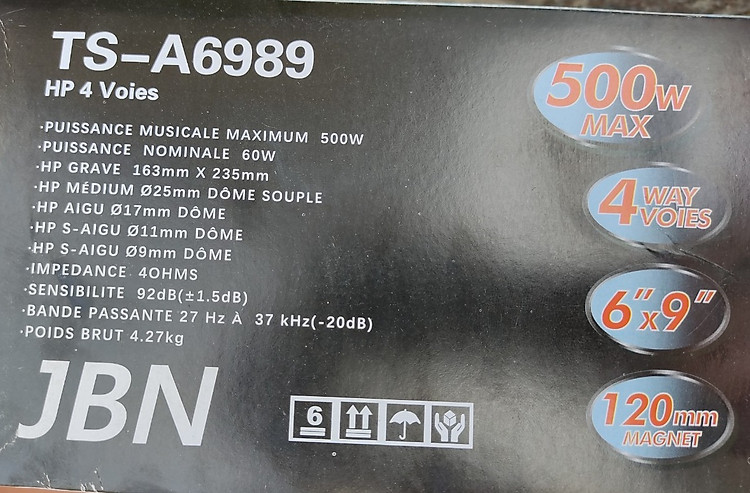 TS-A6989
HP 4 Voies
·PUISSANCE MUSICALE MAXIMUM 500W
·PUISSANCE NOMINALE 60W
·HP GRAVE 163mm X 235mm
·HP MÉDIUM Ø25mm DÔME SOUPLE
·HP AIGU Ø17mm DÔME
·HP S-AIGU Ø11mm DÔME
·HP S-AIGU Ø9mm DÔME
·IMPEDANCE 4OHMS
·SENSIBILITE 92dB(±1.5dB)
·BANDE PASSANTE 27 Hz À 37 kHz(-20dB)
·POIDS BRUT 4.27kg
JBN
6
500W
MAX
4 WAY
VOIES
6"x9"
120mm
MAGNET